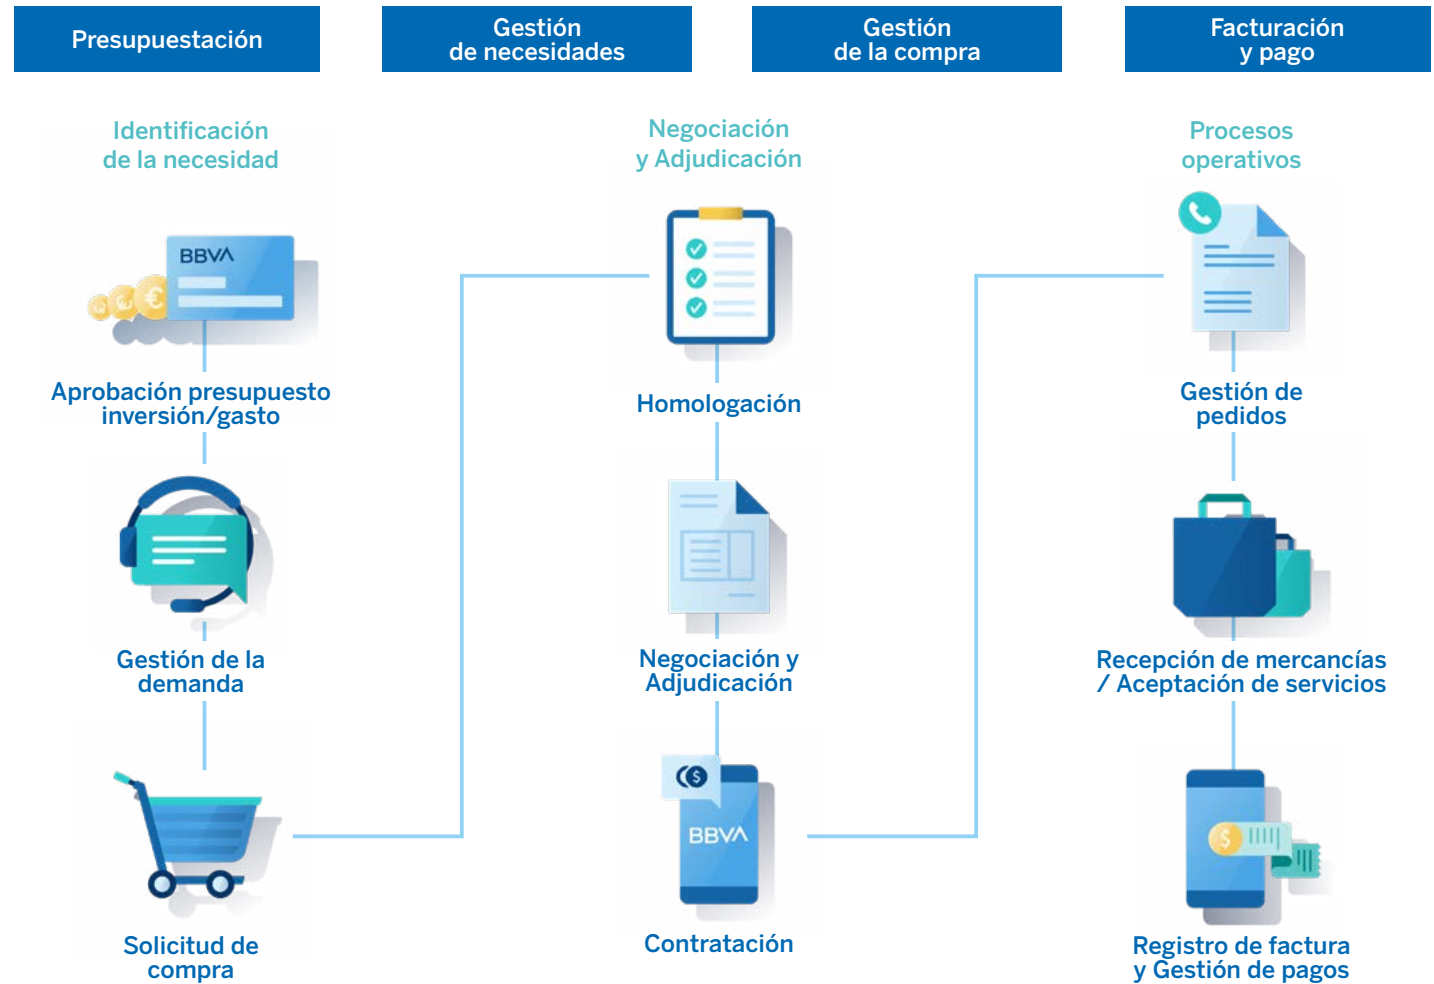 Presupuestación
Gestión
de necesidades
Gestión
de la compra
Facturación
y pago
Identificación
de la necesidad
BBVA
€
Aprobación presupuesto
inversión/gasto
Gestión de la
demanda
Solicitud de
compra
Negociación
y Adjudicación
Homologación
Negociación y
Adjudicación
$
BBVA
Contratación
Procesos
operativos
Gestión de
pedidos
Recepción de mercancías
/ Aceptación de servicios
$
Registro de factura
y Gestión de pagos